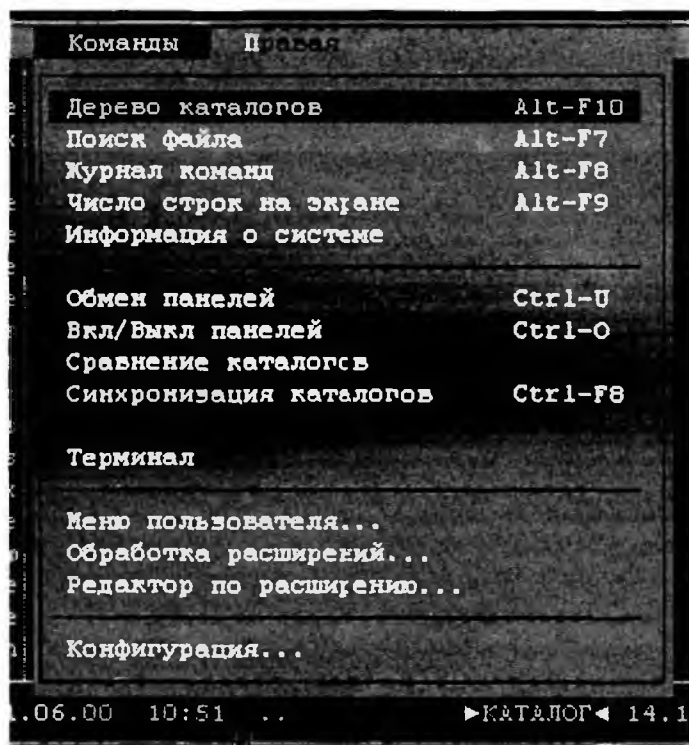 Команды Правая
Дерево каталогов Alt-F10
Поиск файла Alt-F7
Журнал команд Alt-F8
Число строк на экране Alt-F9
Информация о системе
Обмен панелей Ctrl-U
Вкл/Выкл панелей Ctrl-O
Сравнение каталогов
Синхронизация каталогов Ctrl-F8
Терминал
Меню пользователя...
Обработка расширений...
Редактор по расширению...
Конфигурация...
.06.00 10:51 .. ►КАТАЛОГ◄ 14.1